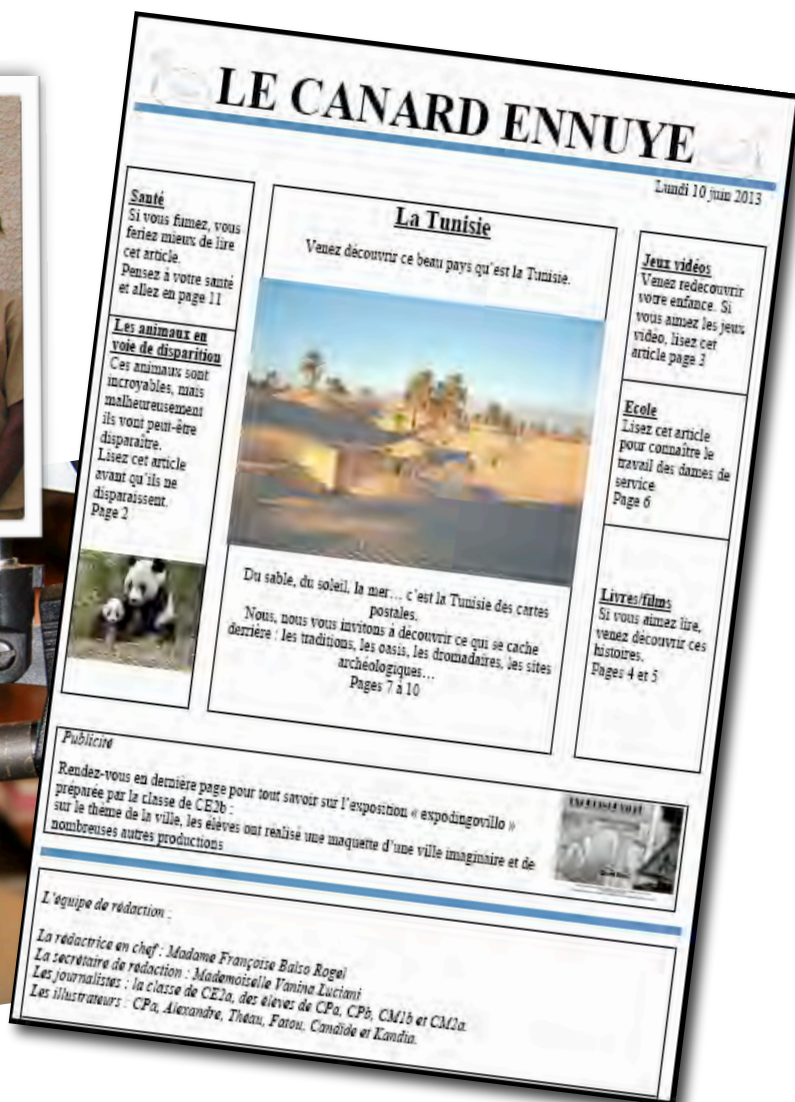 LE CANARD ENNUYE
Lundi 10 juin 2013
Santé
Si vous fumez, vous
feriez mieux de lire
cet article.
Pensez à votre santé
et allez en page 11
Les animaux en
voie de disparition
Ces animaux sont
incroyables, mais
malheureusement
ils vont peut-être
disparaître.
Lisez cet article
avant qu'ils ne
disparaissent.
Page 2
La Tunisie
Venez découvrir ce beau pays qu'est la Tunisie.
Du sable, du soleil, la mer... c'est la Tunisie des cartes
postales.
Nous, nous vous invitons à découvrir ce qui se cache
derrière : les traditions, les oasis, les dromadaires, les sites
archéologiques...
Pages 7 à 10
Jeux vidéos
Venez redécouvrir
votre enfance. Si
vous aimez les jeux
vidéo, lisez cet
article page 3
Ecole
Lisez cet article
pour connaître le
travail des dames de
service
Page 6
Livres/films
Si vous aimez lire,
venez découvrir ces
histoires.
Pages 4 et 5
Publicité
Rendez-vous en dernière page pour tout savoir sur l'exposition « expodingovillo »
préparée par la classe de CE2b :
sur le thème de la ville, les élèves ont réalisé une maquette d'une ville imaginaire et de
nombreuses autres productions
L'équipe de rédaction :
La rédactrice en chef : Madame Françoise Balso Rogel
La secrétaire de rédaction : Mademoiselle Vanina Luciani
Les journalistes : la classe de CE2a, des élèves de CPa, CPb, CM1b et CM2a.
Les illustrateurs : CPa, Alexandre, Théau, Fatou, Candide et Kandia.